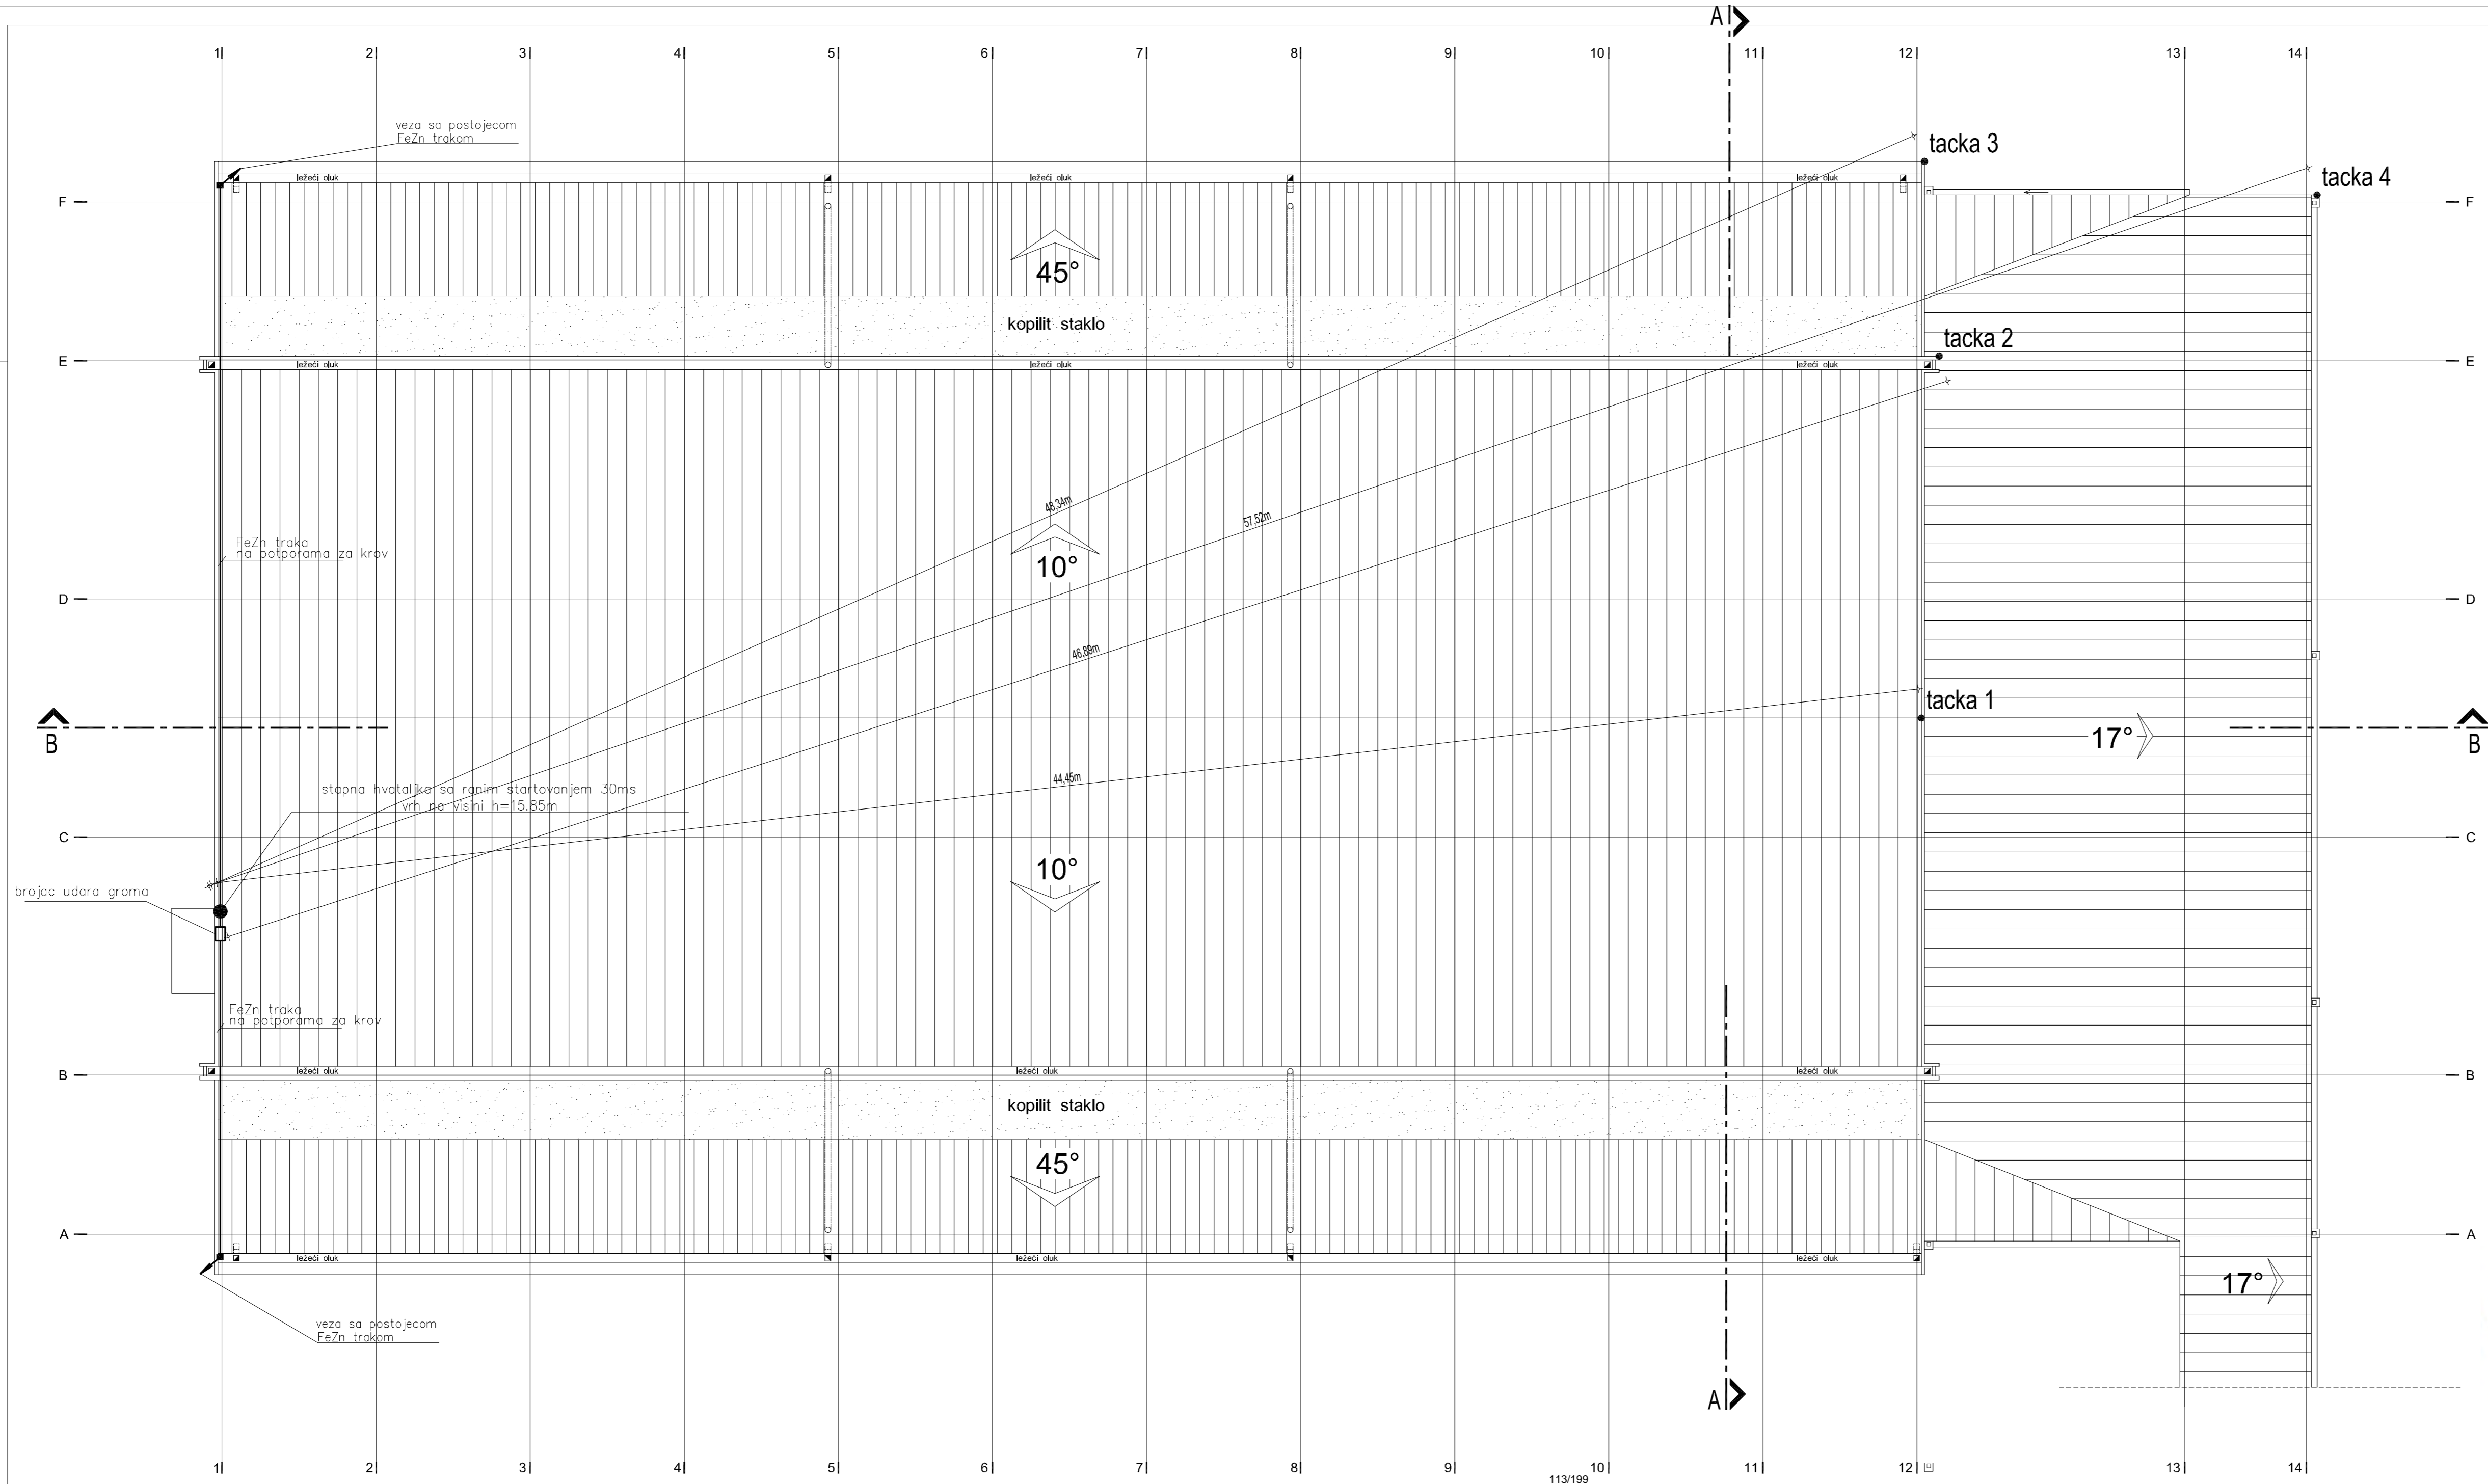 A
1 2 3 4 5 6 7 8 9 10 11 12 13 14
veza sa postojecom
FeZn trakom
tacka 3
ležeći oluk ležeći oluk ležeći oluk
tacka 4
F F
45°
kopilit staklo
tacka 2
E E
ležeći oluk ležeći oluk ležeći oluk
48,34m
57,52m
FeZn traka
na potporama za krov
10°
D D
46,89m
tacka 1
B 17° B
44,45m
stapna hvataljka sa ranim startovanjem 30ms
vrh na visini h=15.85m
C C
10°
brojac udara groma
FeZn traka
na potporama za krov
B B
ležeći oluk ležeći oluk ležeći oluk
kopilit staklo
45°
A A
ležeći oluk ležeći oluk ležeći oluk
17°
veza sa postojecom
FeZn trakom
A
1 2 3 4 5 6 7 8 9 10 11 12 13 14
113/199